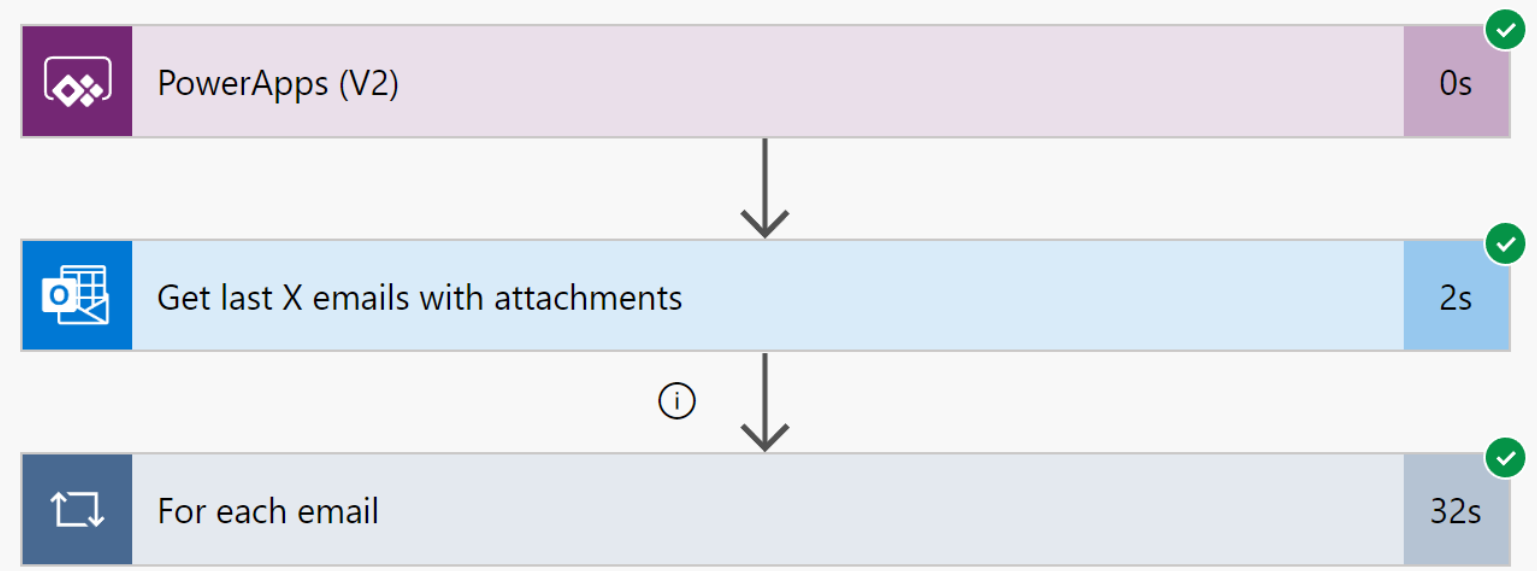 PowerApps (V2)
0s
Get last X emails with attachments
2s
i
For each email
32s